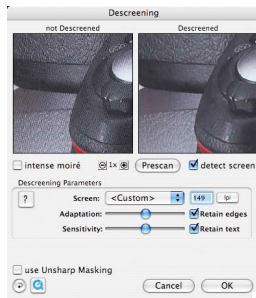 Descreening
not Descreened Descreened
intense moiré 1x Prescan detect screen
Descreening Parameters
? Screen: <Custom> 149 lpi
Adaptation: Retain edges
Sensitivity: Retain text
use Unsharp Masking
Cancel OK